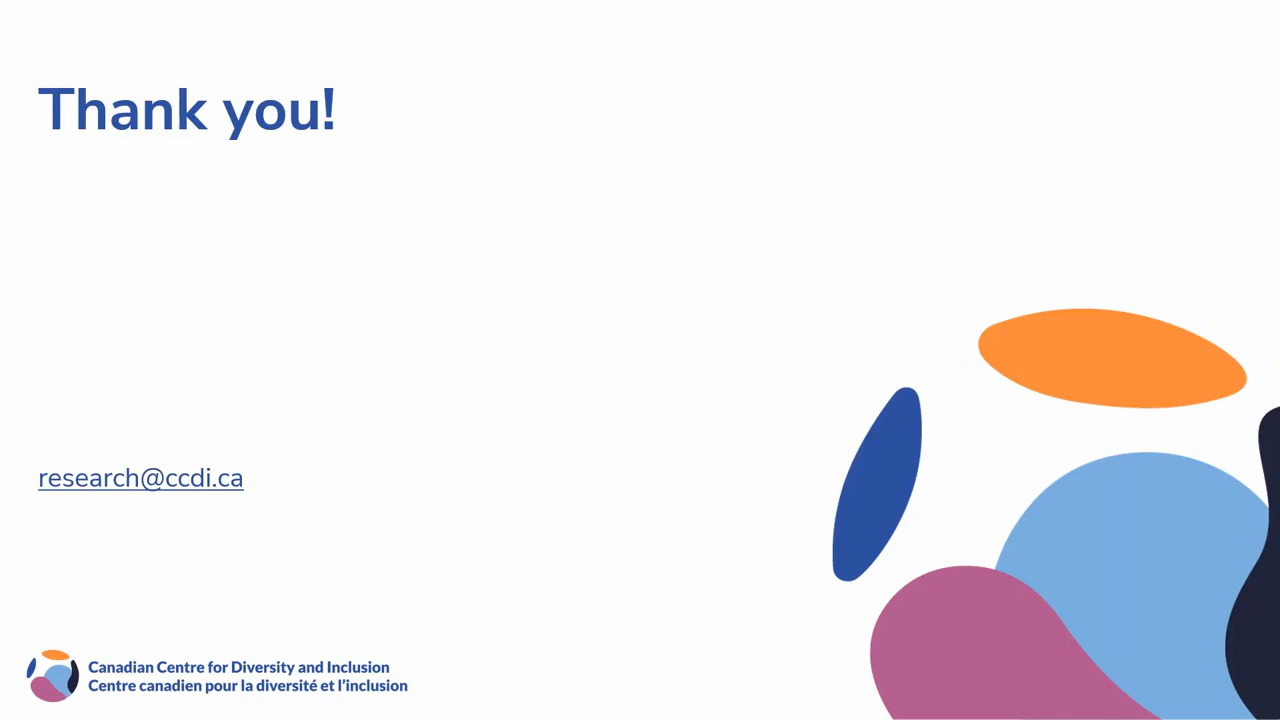 Thank you!
research@ccdi.ca
Canadian Centre for Diversity and Inclusion
Centre canadien pour la diversité et l'inclusion